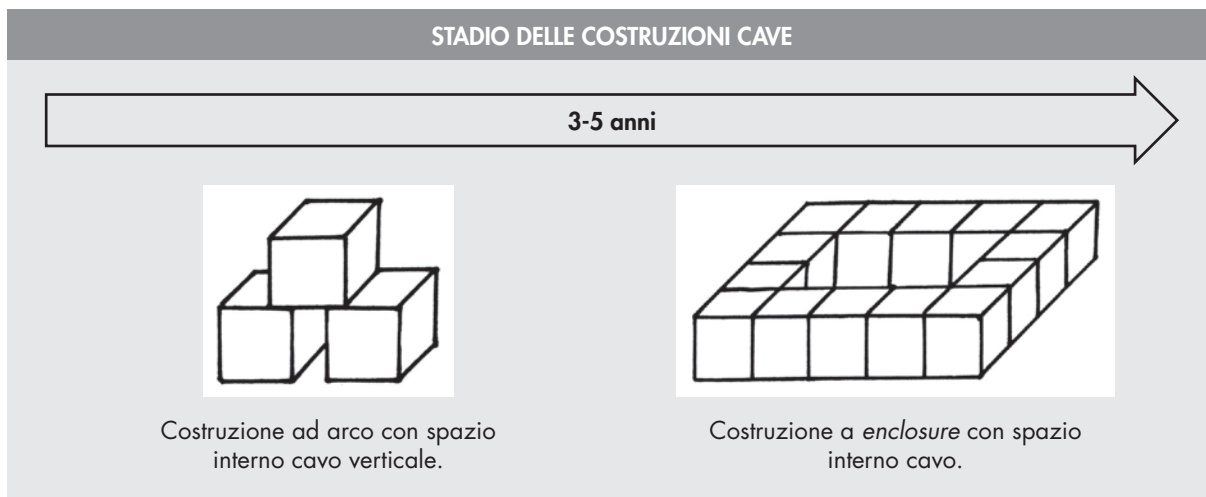 STADIO DELLE COSTRUZIONI CAVE
3-5 anni
Costruzione ad arco con spazio
interno cavo verticale.
Costruzione a enclosure con spazio
interno cavo.